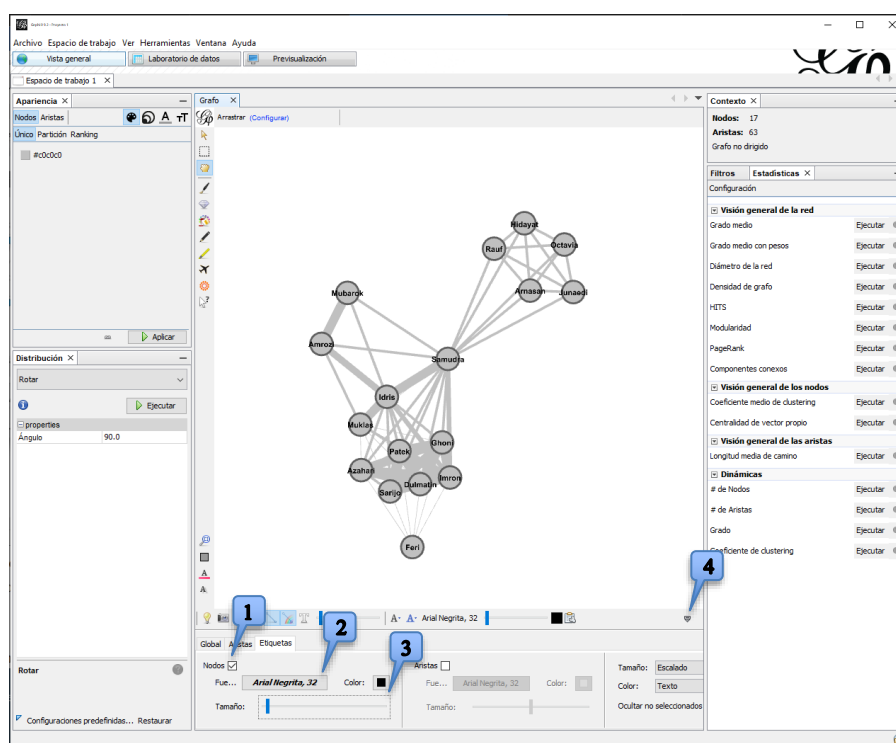 Archivo Espacio de trabajo Ver Herramientas Ventana Ayuda
Vista general Laboratorio de datos Previsualización
Espacio de trabajo 1
Apariencia
Nodos Aristas
Único Partición Ranking
#c0c0c0
Aplicar
Distribución
Rotar
Ejecutar
properties
Ángulo 90.0
Rotar
Configuraciones predefinidas... Restaurar
Grafo
Arrastrar (Configurar)
Hidayat
Rauf
Octavia
Arnasan
Junaedi
Mubarok
Amrozi
Samudra
Idris
Muklas
Patek
Ghoni
Azahari
Sarijo
Dulmatin
Imron
Feri
A- A- Arial Negrita, 32
Global Aristas Etiquetas
Nodos
Fue... Arial Negrita, 32 Color:
Tamaño:
Aristas
Fue... Arial Negrita, 32 Color:
Tamaño:
Tamaño: Escalado
Color: Texto
Ocultar no seleccionados
1
2
3
4
Contexto
Nodos: 17
Aristas: 63
Grafo no dirigido
Filtros Estadísticas
Configuración
Visión general de la red
Grado medio Ejecutar
Grado medio con pesos Ejecutar
Diámetro de la red Ejecutar
Densidad de grafo Ejecutar
HITS Ejecutar
Modularidad Ejecutar
PageRank Ejecutar
Componentes conexos Ejecutar
Visión general de los nodos
Coeficiente medio de clustering Ejecutar
Centralidad de vector propio Ejecutar
Visión general de las aristas
Longitud media de camino Ejecutar
Dinámicas
# de Nodos Ejecutar
# de Aristas Ejecutar
Grado Ejecutar
Coeficiente de clustering Ejecutar